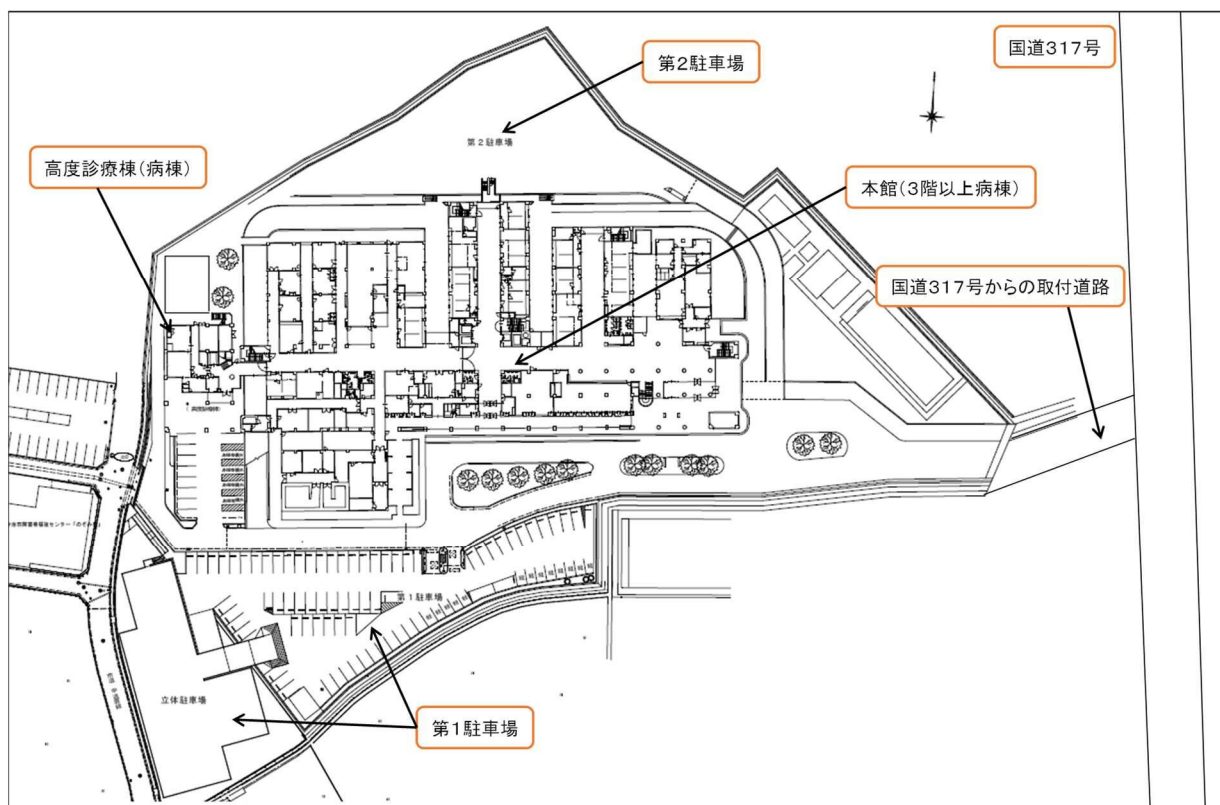 国道317号
第2駐車場
第2駐車場
高度診療棟(病棟)
本館(3階以上病棟)
国道317号からの取付道路
第1駐車場
立体駐車場
第1駐車場